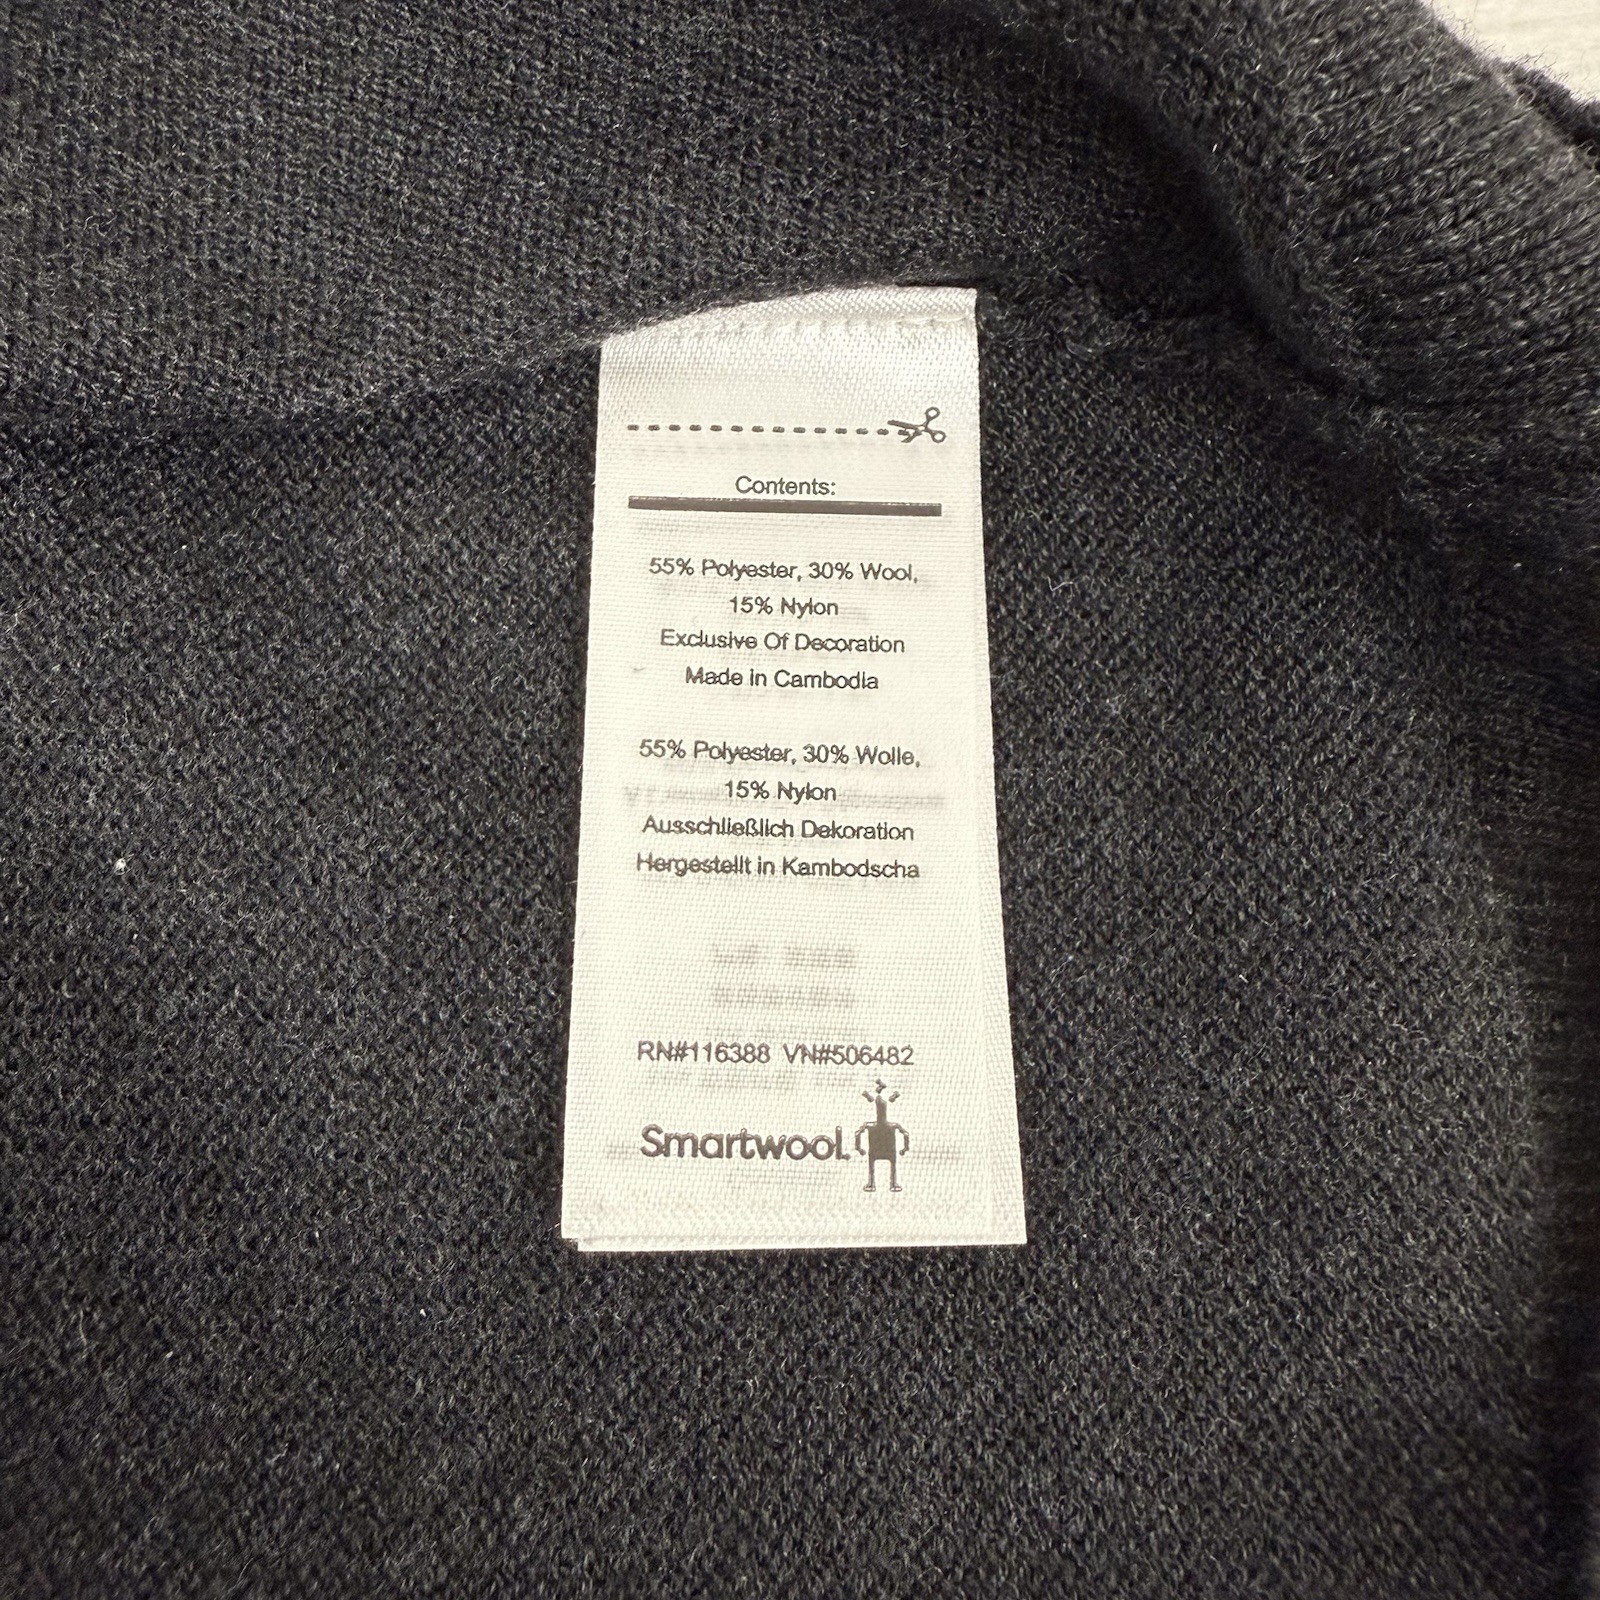 Contents:
55% Polyester, 30% Wool,
15% Nylon
Exclusive Of Decoration
Made in Cambodia
55% Polyester, 30% Wolle,
15% Nylon
Ausschließlich Dekoration
Hergestellt in Kambodscha
RN#116388 VN#506482
Smartwool